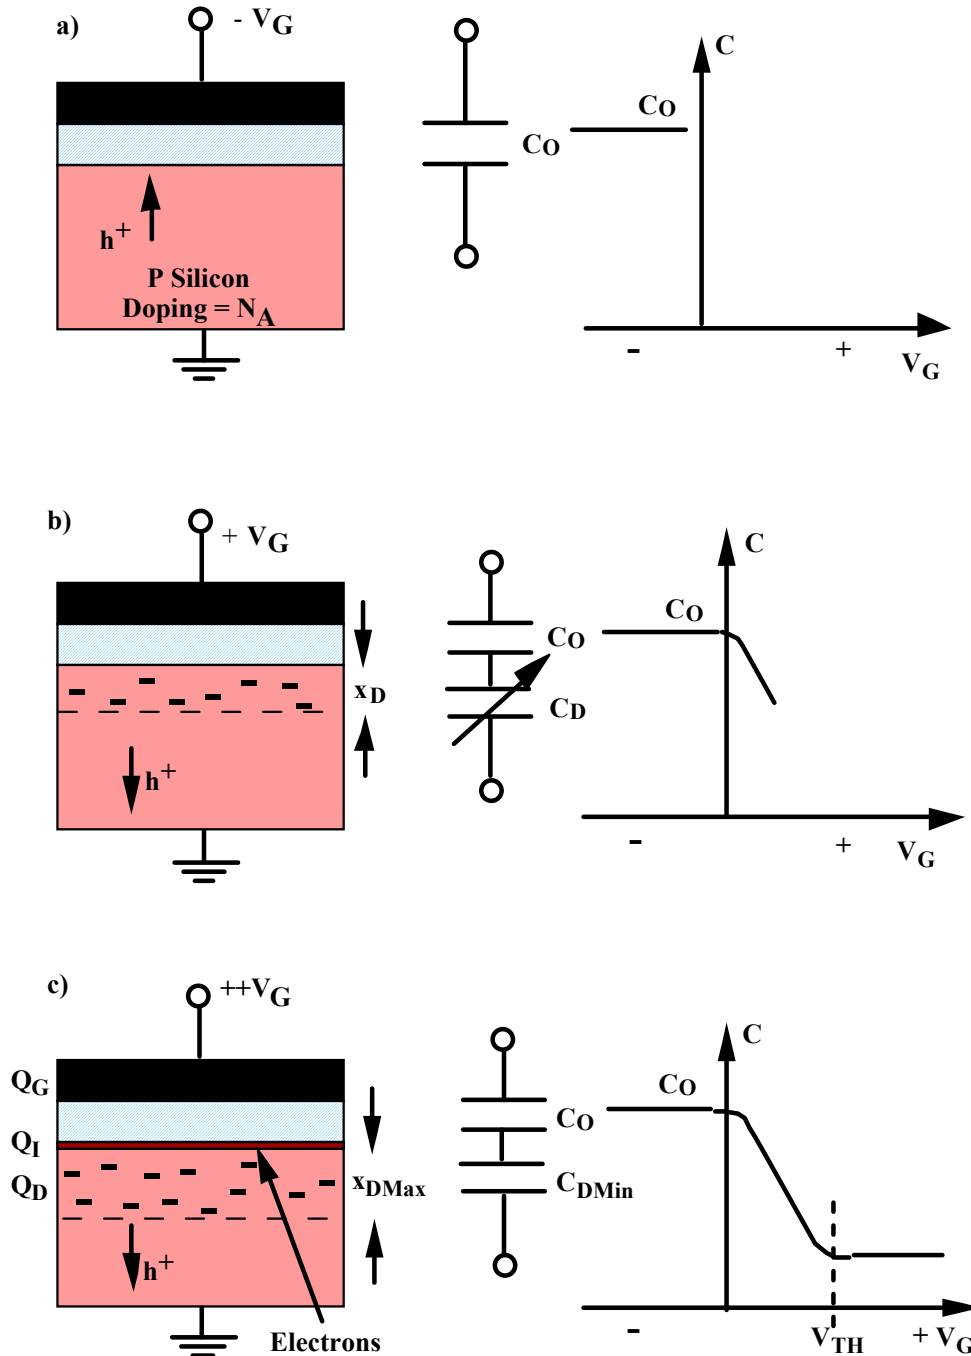 a)
- VG
C
CO
CO
h+
P Silicon
Doping = NA
-
+
VG
b)
+ VG
C
CO
CO
xD
CD
h+
-
+
VG
c)
++VG
C
QG
CO
CO
QI
QD
xDMax
CDMin
h+
Electrons
-
VTH
+ VG